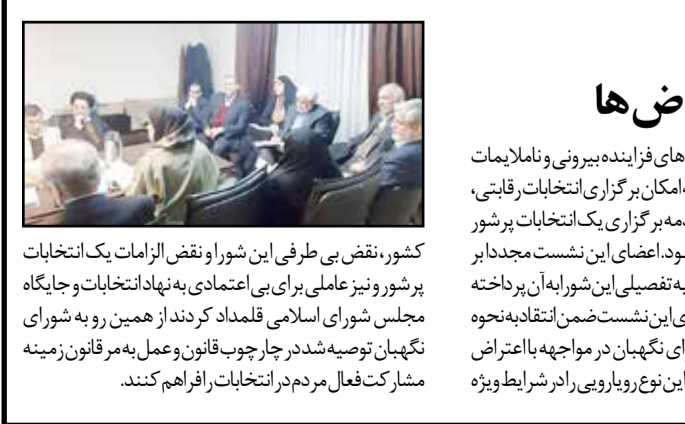 ض‌ها
های فزاینده بیرونی و ناملایمات
امکان برگزاری انتخابات رقابتی،
دمه برگزاری یک انتخابات پرشور
ود. اعضای این نشست مجددا بر
به تفصیلی این شورا به آن پرداخته
ی این نشست ضمن انتقاد به نحوه
رای نگهبان در مواجهه با اعتراض
این نوع رویارویی را در شرایط ویژه
کشور، نقض بی طرفی این شورا و نقض الزامات یک انتخابات
پرشور و نیز عاملی برای بی اعتمادی به نهاد انتخابات و جایگاه
مجلس شورای اسلامی قلمداد کردند از همین رو به شورای
نگهبان توصیه شد در چارچوب قانون و عمل به مر قانون زمینه
مشارکت فعال مردم در انتخابات را فراهم کنند.